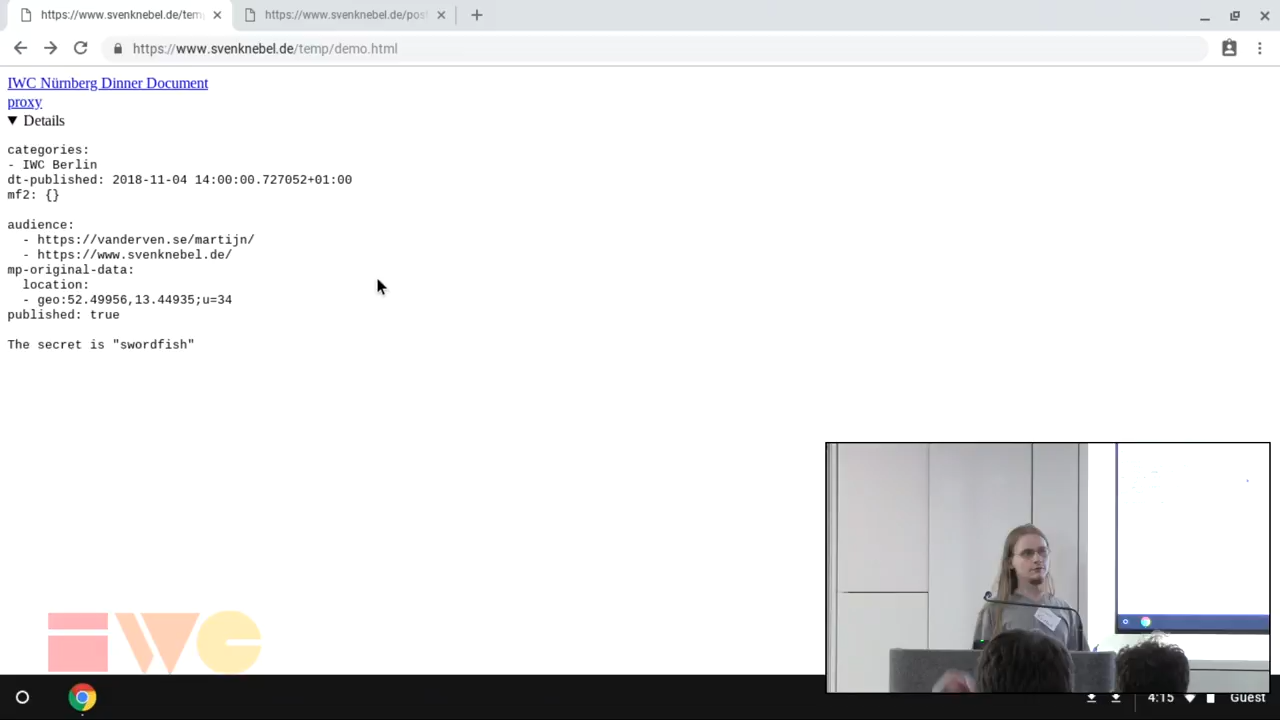 https://www.svenknebel.de/tem
https://www.svenknebel.de/pos
https://www.svenknebel.de/temp/demo.html
IWC Nürnberg Dinner Document
proxy
▼ Details
categories:
- IWC Berlin
dt-published: 2018-11-04 14:00:00.727052+01:00
mf2: {}
audience:
- https://vanderven.se/martijn/
- https://www.svenknebel.de/
mp-original-data:
location:
- geo:52.49956,13.44935;u=34
published: true
The secret is "swordfish"
IWC
4:15
Guest